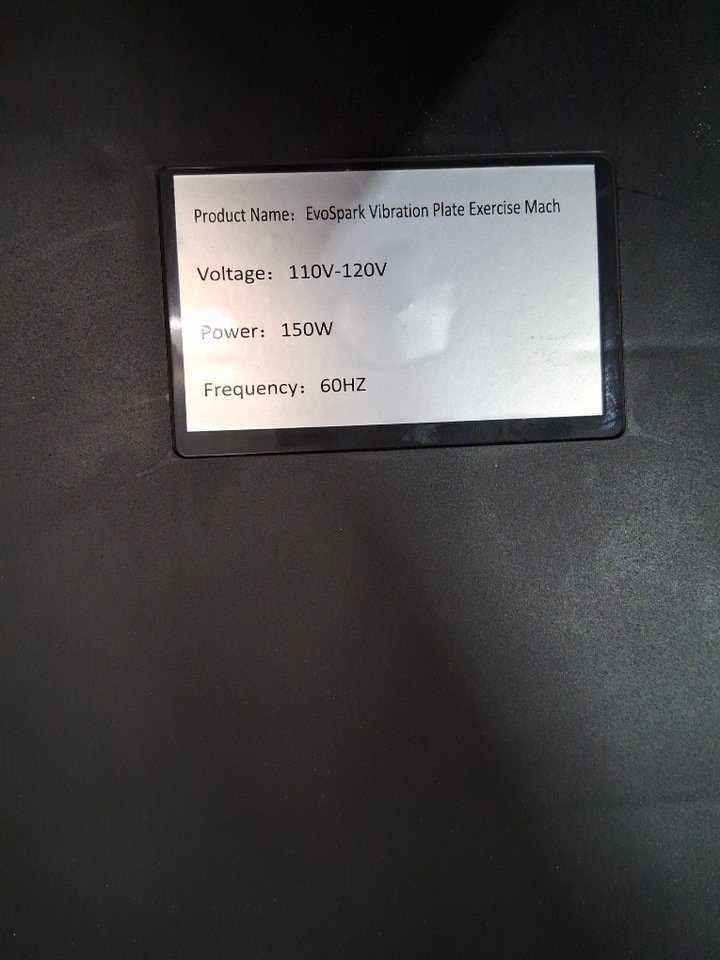 Product Name： EvoSpark Vibration Plate Exercise Mach
Voltage： 110V-120V
Power： 150W
Frequency： 60HZ